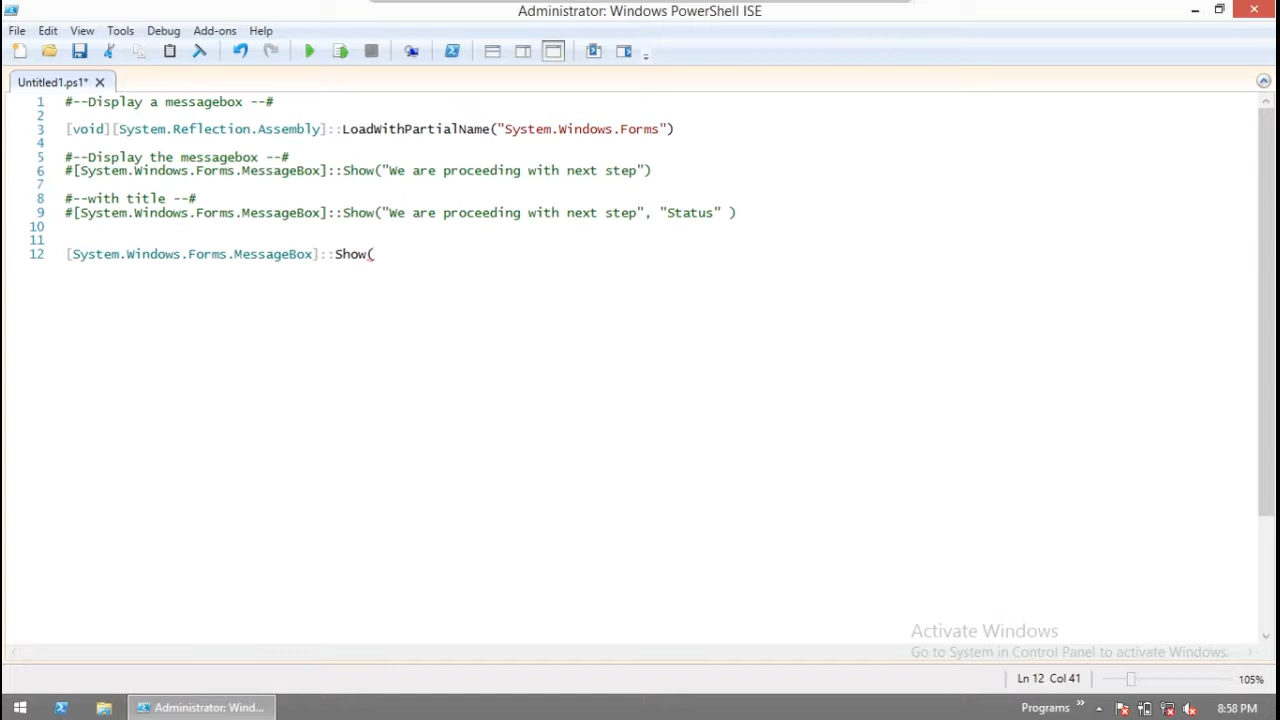 Administrator: Windows PowerShell ISE
File Edit View Tools Debug Add-ons Help
Untitled1.ps1*
1 #--Display a messagebox --#
2
3 [void][System.Reflection.Assembly]::LoadWithPartialName("System.Windows.Forms")
4
5 #--Display the messagebox --#
6 #[System.Windows.Forms.MessageBox]::Show("We are proceeding with next step")
7
8 #--with title --#
9 #[System.Windows.Forms.MessageBox]::Show("We are proceeding with next step", "Status" )
10
11
12 [System.Windows.Forms.MessageBox]::Show(
Activate Windows
Go to System in Control Panel to activate Windows.
Ln 12 Col 41 105%
Administrator: Wind... Programs 8:58 PM